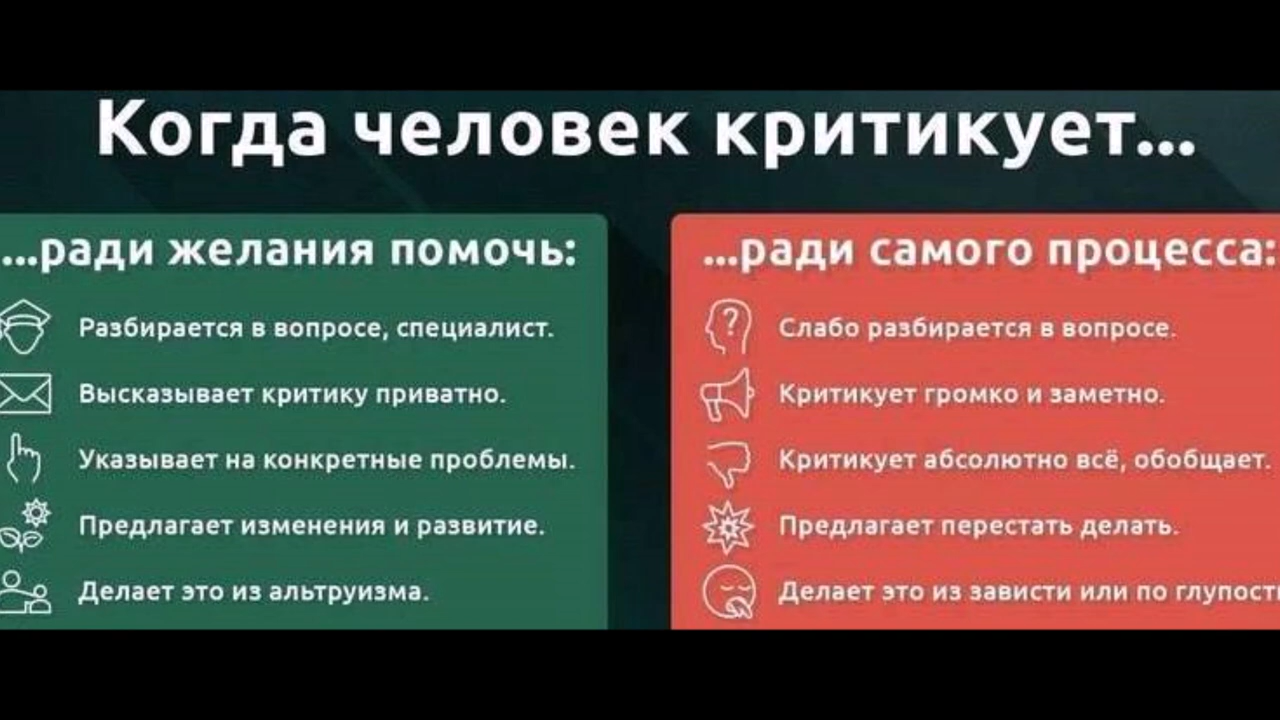 Когда человек критикует...
...ради желания помочь:
Разбирается в вопросе, специалист.
Высказывает критику приватно.
Указывает на конкретные проблемы.
Предлагает изменения и развитие.
Делает это из альтруизма.
...ради самого процесса:
Слабо разбирается в вопросе.
Критикует громко и заметно.
Критикует абсолютно всё, обобщает.
Предлагает перестать делать.
Делает это из зависти или по глупост